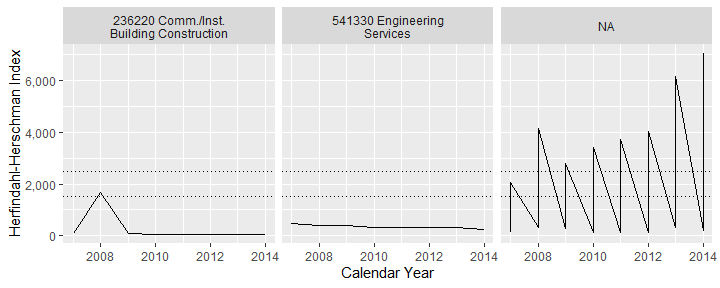 236220 Comm./Inst.
Building Construction
541330 Engineering
Services
NA
Herfindahl-Herschman Index
6,000
4,000
2,000
0
2008 2010 2012 2014
2008 2010 2012 2014
2008 2010 2012 2014
Calendar Year